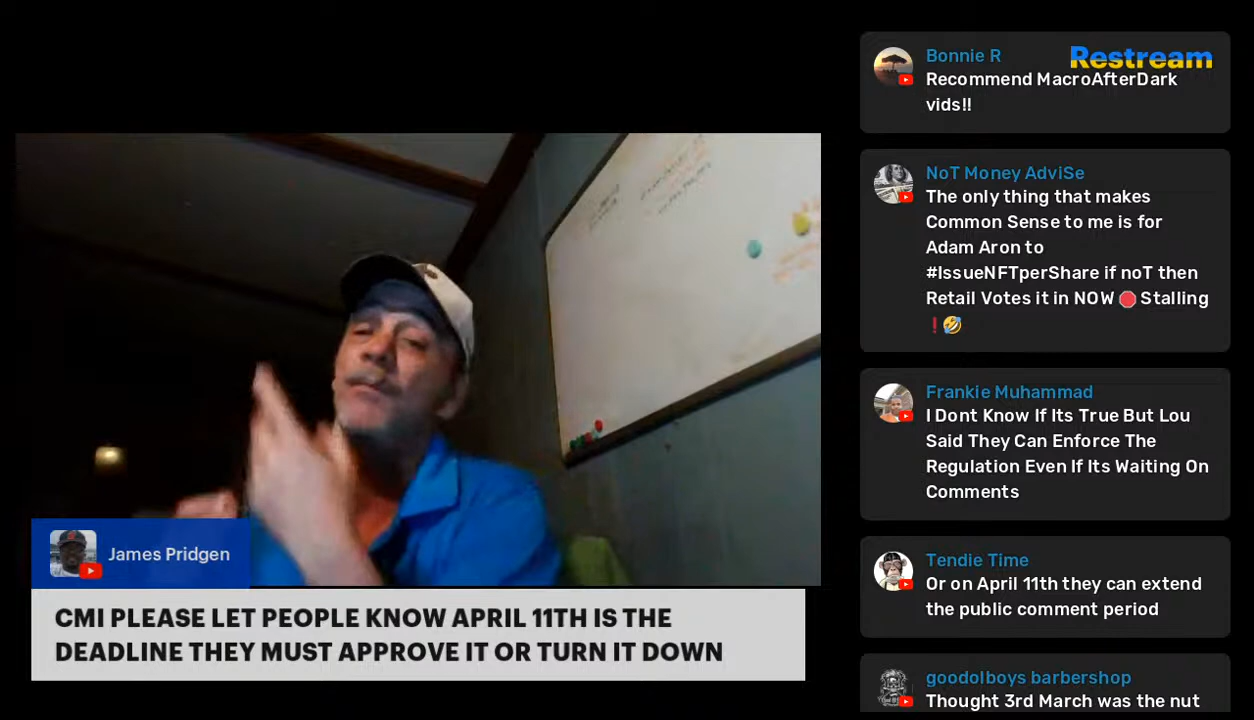 Bonnie R
Restream
Recommend MacroAfterDark
vids!!
NoT Money AdviSe
The only thing that makes
Common Sense to me is for
Adam Aron to
#IssueNFTperShare if noT then
Retail Votes it in NOW 🛑 Stalling
❗🤣
Frankie Muhammad
I Dont Know If Its True But Lou
Said They Can Enforce The
Regulation Even If Its Waiting On
Comments
Tendie Time
Or on April 11th they can extend
the public comment period
goodolboys barbershop
Thought 3rd March was the nut
James Pridgen
CMI PLEASE LET PEOPLE KNOW APRIL 11TH IS THE
DEADLINE THEY MUST APPROVE IT OR TURN IT DOWN